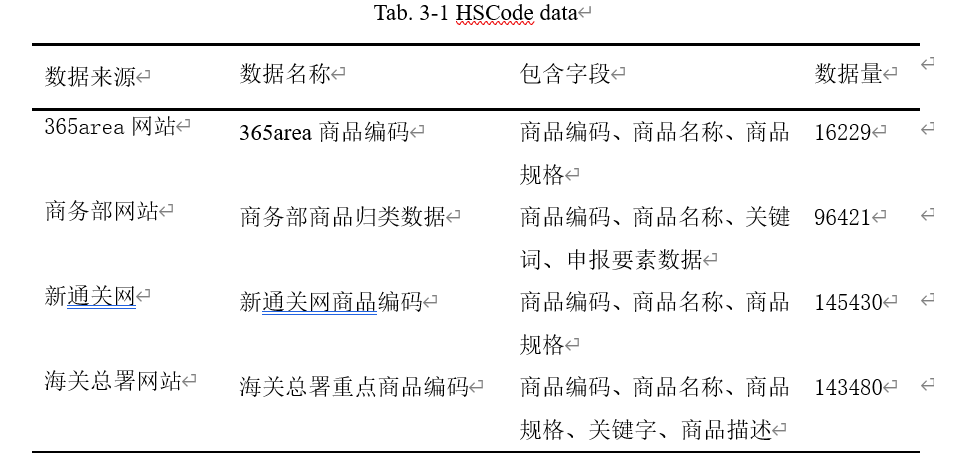 Tab. 3-1 HSCode data
数据来源 数据名称 包含字段 数据量
365area 网站 365area 商品编码 商品编码、商品名称、商品 16229
规格
商务部网站 商务部商品归类数据 商品编码、商品名称、关键 96421
词、申报要素数据
新通关网 新通关网商品编码 商品编码、商品名称、商品 145430
规格
海关总署网站 海关总署重点商品编码 商品编码、商品名称、商品 143480
规格、关键字、商品描述